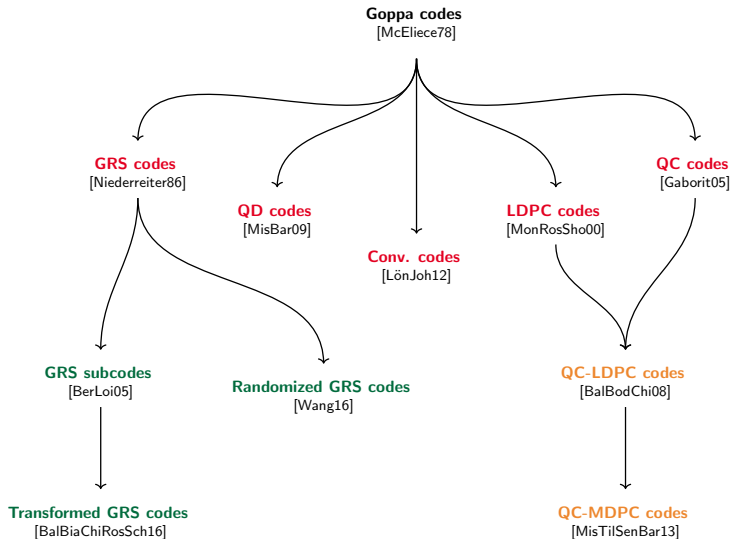 Goppa codes
[McEliece78]
GRS codes
[Niederreiter86]
QC codes
[Gaborit05]
QD codes
[MisBar09]
LDPC codes
[MonRosSho00]
Conv. codes
[LönJoh12]
GRS subcodes
[BerLoi05]
Randomized GRS codes
[Wang16]
QC-LDPC codes
[BalBodChi08]
Transformed GRS codes
[BalBiaChiRosSch16]
QC-MDPC codes
[MisTilSenBar13]